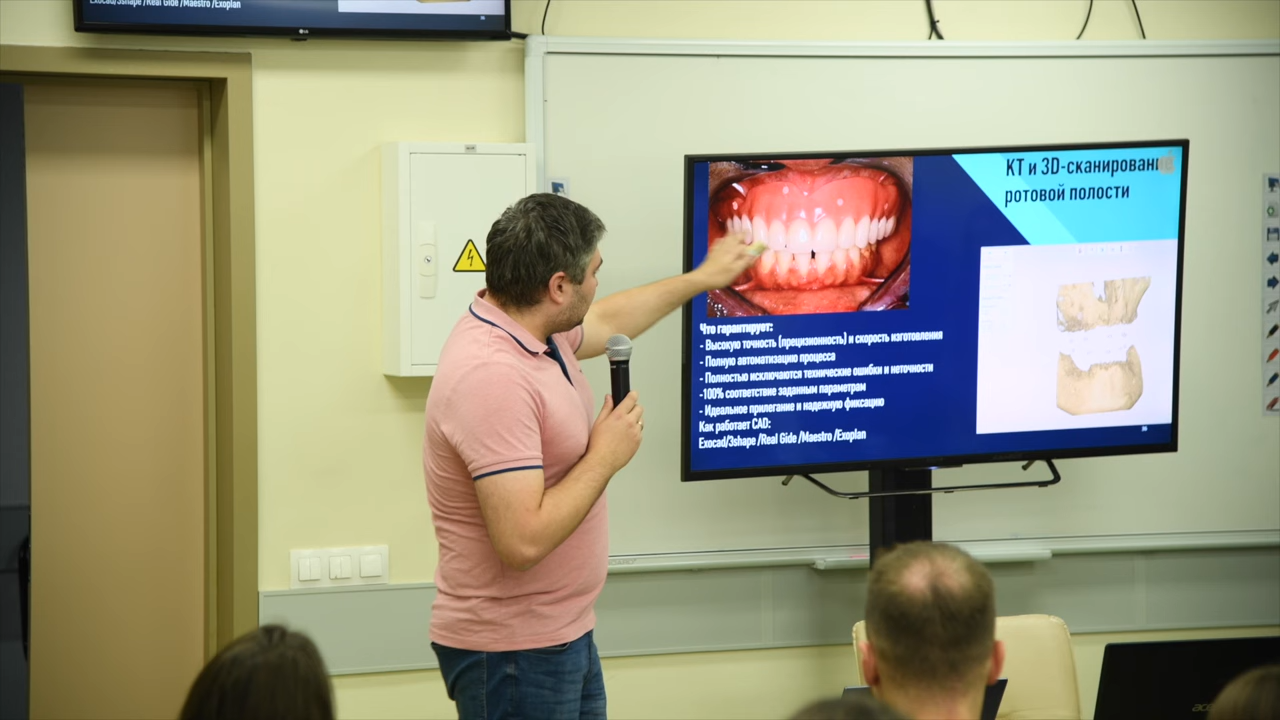 Exocad/3shape /Real Gide /Maestro /Exoplan
LG
КТ и 3D-сканирование
ротовой полости
Что гарантирует:
- Высокую точность (прецизионность) и скорость изготовления
- Полную автоматизацию процесса
- Полностью исключаются технические ошибки и неточности
-100% соответствие заданным параметрам
- Идеальное прилегание и надежную фиксацию
Как работает CAD:
Exocad/3shape /Real Gide /Maestro /Exoplan
acer